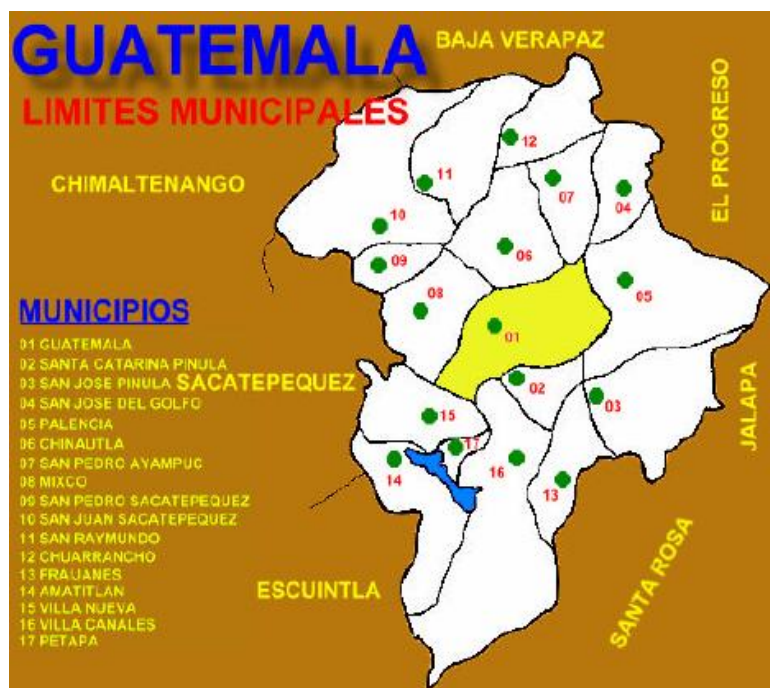 GUATEMALA
BAJA VERAPAZ
LIMITES MUNICIPALES
EL PROGRESO
CHIMALTENANGO
12
11
07
04
10
06
09
05
08
MUNICIPIOS
01
01 GUATEMALA
02 SANTA CATARINA PINULA
03 SAN JOSE PINULA
SACATEPEQUEZ
02
JALAPA
04 SAN JOSE DEL GOLFO
03
05 PALENCIA
15
06 CHINAUTLA
17
07 SAN PEDRO AYAMPUC
14
16
08 MIXCO
13
09 SAN PEDRO SACATEPEQUEZ
10 SAN JUAN SACATEPEQUEZ
11 SAN RAYMUNDO
12 CHUARRANCHO
13 FRAUANES
SANTA ROSA
ESCUINTLA
14 AMATITLAN
15 VILLA NUEVA
16 VILLA CANALES
17 PETAPA